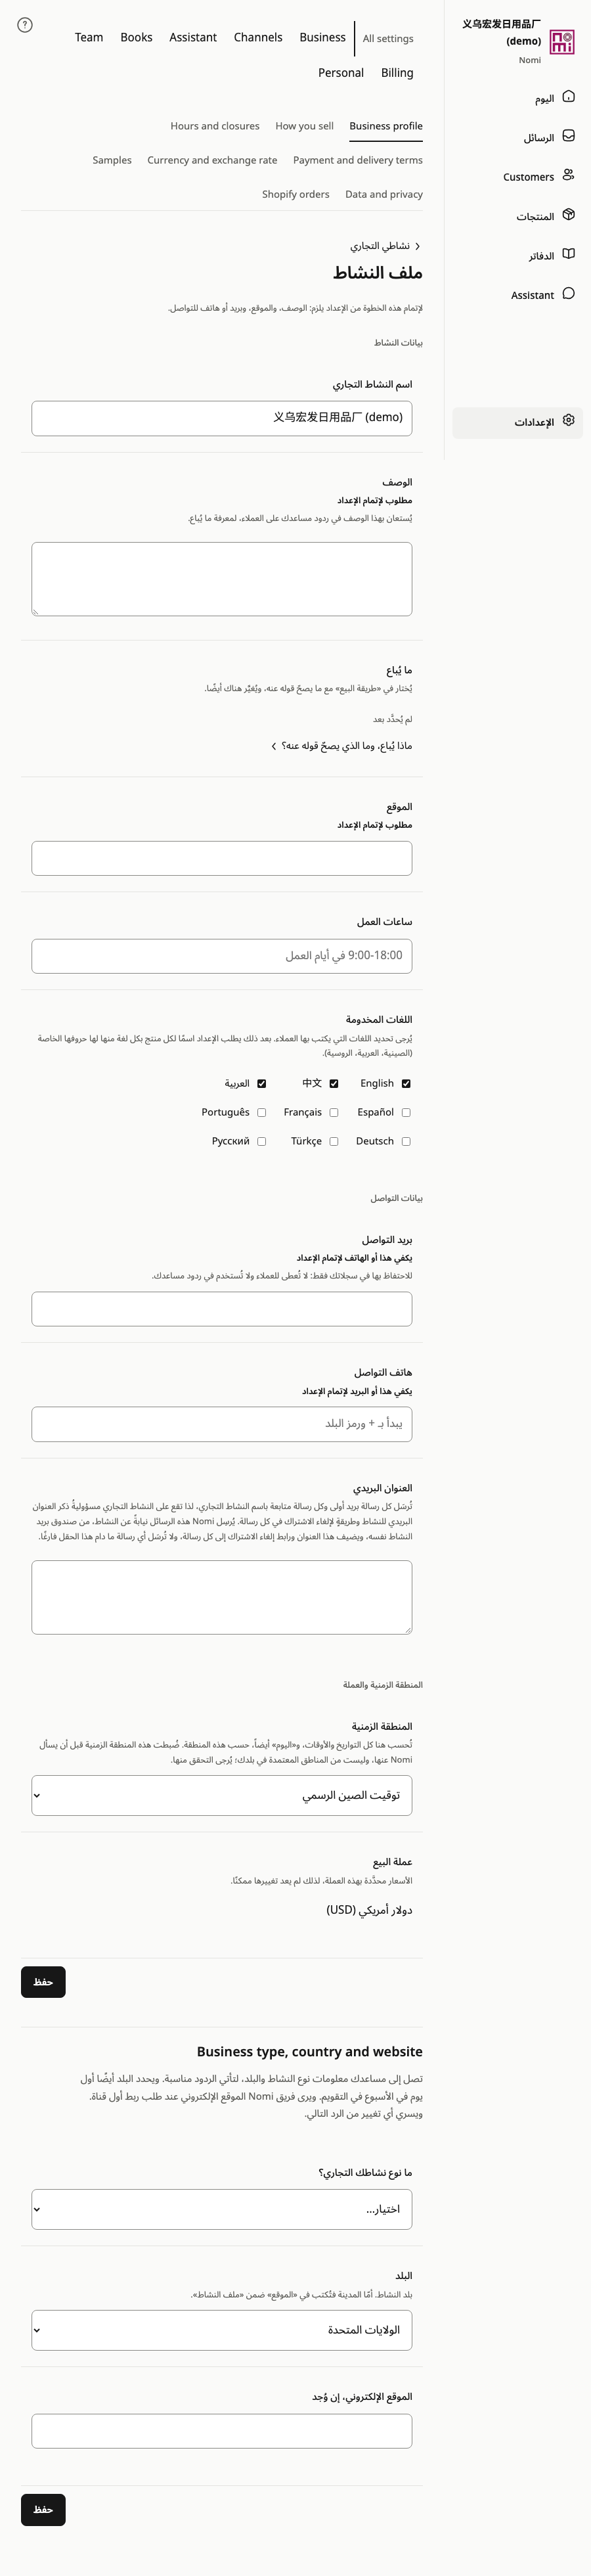 义乌宏发日用品厂
(demo)
Nomi
اليوم
الرسائل
Customers
المنتجات
الدفاتر
Assistant
الإعدادات
All settings
Business
Channels
Assistant
Books
Team
Billing
Personal
Business profile
How you sell
Hours and closures
Payment and delivery terms
Currency and exchange rate
Samples
Data and privacy
Shopify orders
نشاطي التجاري
ملف النشاط
لإتمام هذه الخطوة من الإعداد يلزم: الوصف، والموقع، وبريد أو هاتف للتواصل.
بيانات النشاط
اسم النشاط التجاري
义乌宏发日用品厂 (demo)
الوصف
مطلوب لإتمام الإعداد
يُستعان بهذا الوصف في ردود مساعدك على العملاء، لمعرفة ما يُباع.
ما يُباع
يُختار في «طريقة البيع» مع ما يصحّ قوله عنه، ويُغيَّر هناك أيضًا.
لم يُحدَّد بعد
ماذا يُباع، وما الذي يصحّ قوله عنه؟
الموقع
مطلوب لإتمام الإعداد
ساعات العمل
9:00-18:00 في أيام العمل
اللغات المخدومة
يُرجى تحديد اللغات التي يكتب بها العملاء. بعد ذلك يطلب الإعداد اسمًا لكل منتج بكل لغة منها لها حروفها الخاصة
(الصينية، العربية، الروسية).
English
中文
العربية
Español
Français
Português
Deutsch
Türkçe
Русский
بيانات التواصل
بريد التواصل
يكفي هذا أو الهاتف لإتمام الإعداد
للاحتفاظ بها في سجلاتك فقط: لا تُعطى للعملاء ولا تُستخدم في ردود مساعدك.
هاتف التواصل
يكفي هذا أو البريد لإتمام الإعداد
يبدأ بـ + ورمز البلد
العنوان البريدي
تُرسَل كل رسالة بريد أولى وكل رسالة متابعة باسم النشاط التجاري، لذا تقع على النشاط التجاري مسؤوليةُ ذكر العنوان
البريدي للنشاط وطريقةٍ لإلغاء الاشتراك في كل رسالة. يُرسِل Nomi هذه الرسائل نيابةً عن النشاط، من صندوق بريد
النشاط نفسه، ويضيف هذا العنوان ورابط إلغاء الاشتراك إلى كل رسالة، ولا تُرسَل أي رسالة ما دام هذا الحقل فارغًا.
المنطقة الزمنية والعملة
المنطقة الزمنية
تُحسب هنا كل التواريخ والأوقات، و«اليوم» أيضاً، حسب هذه المنطقة. ضُبطت هذه المنطقة الزمنية قبل أن يسأل
Nomi عنها، وليست من المناطق المعتمدة في بلدك؛ يُرجى التحقق منها.
توقيت الصين الرسمي
عملة البيع
الأسعار محدَّدة بهذه العملة، لذلك لم يعد تغييرها ممكنًا.
دولار أمريكي (USD)
حفظ
Business type, country and website
تصل إلى مساعدك معلومات نوع النشاط والبلد، لتأتي الردود مناسبة. ويحدد البلد أيضًا أول
يوم في الأسبوع في التقويم. ويرى فريق Nomi الموقع الإلكتروني عند طلب ربط أول قناة.
ويسري أي تغيير من الرد التالي.
ما نوع نشاطك التجاري؟
اختيار...
البلد
بلد النشاط. أمّا المدينة فتُكتب في «الموقع» ضمن «ملف النشاط».
الولايات المتحدة
الموقع الإلكتروني، إن وُجد
حفظ